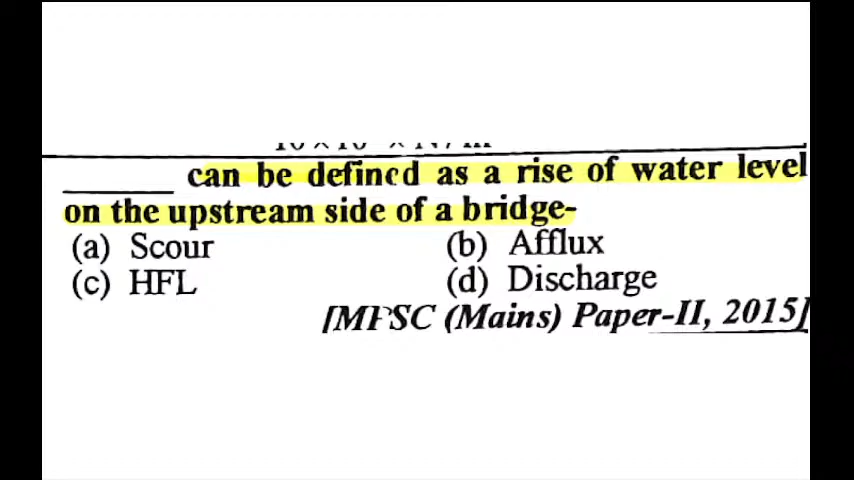 ______ can be defined as a rise of water level
on the upstream side of a bridge-
(a) Scour (b) Afflux
(c) HFL (d) Discharge
[MPSC (Mains) Paper-II, 2015]